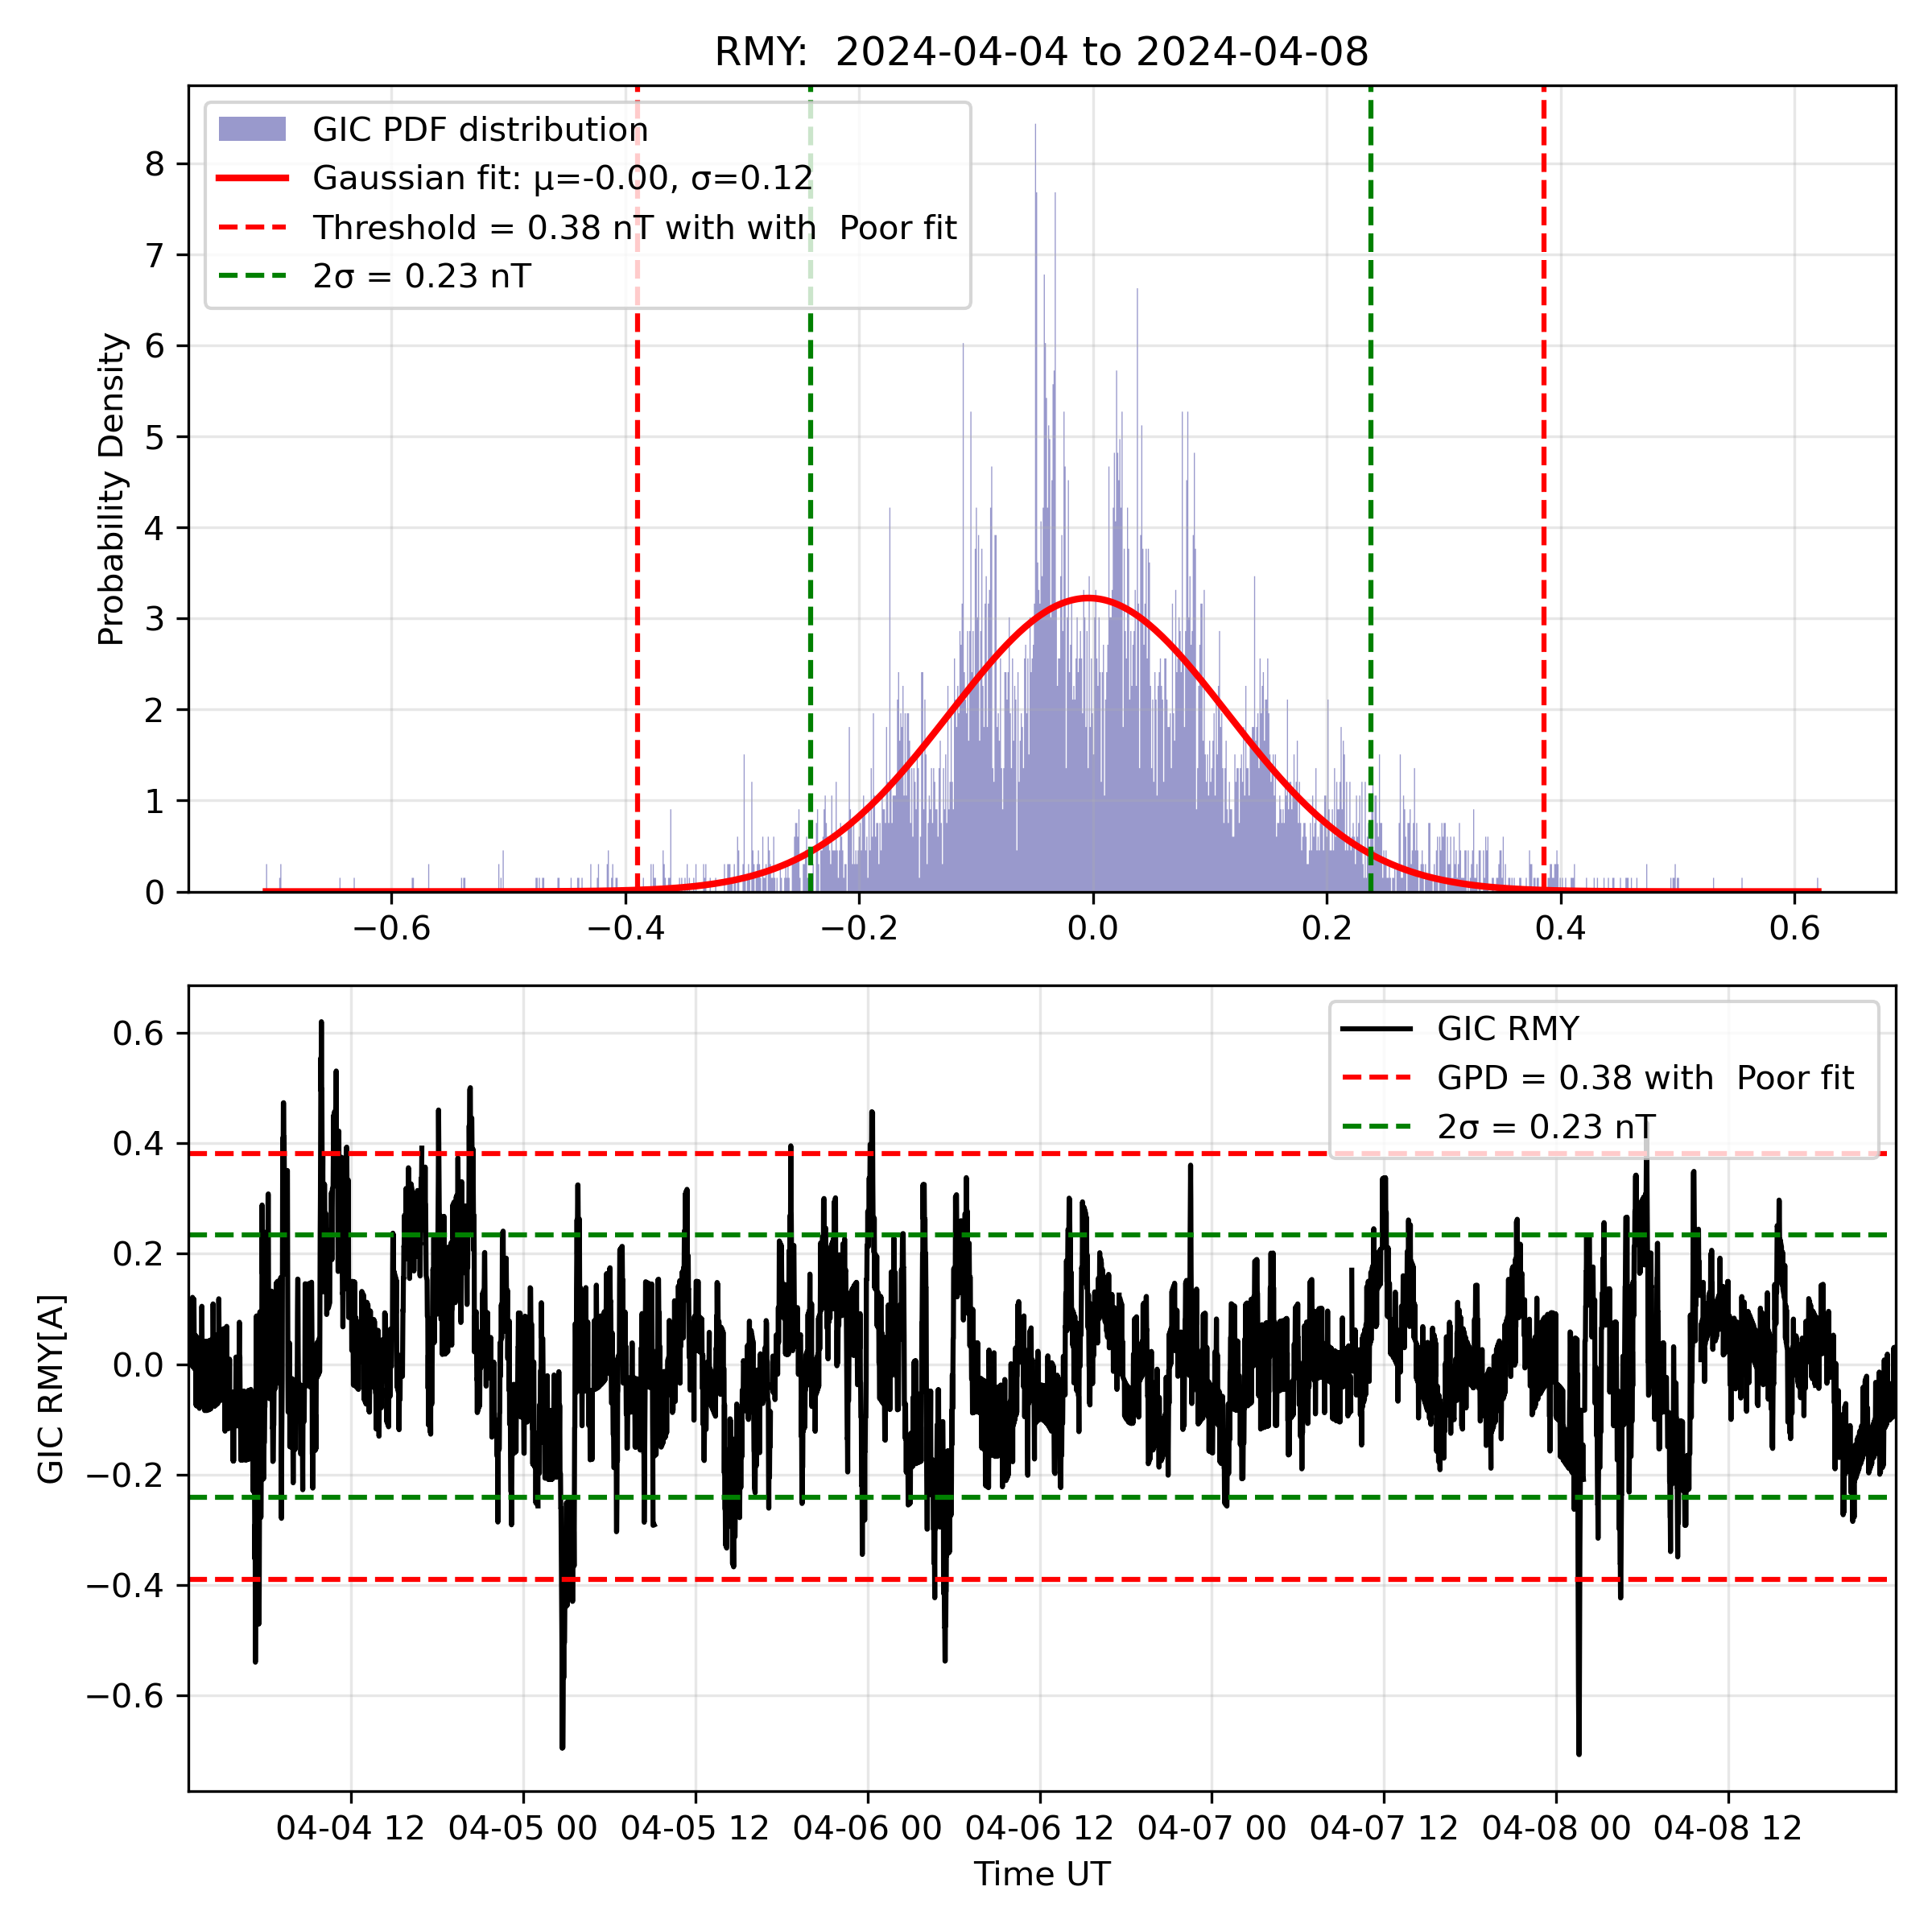 RMY:  2024-04-04 to 2024-04-08
GIC PDF distribution
Gaussian fit: μ=-0.00, σ=0.12
Threshold = 0.38 nT with with  Poor fit
2σ = 0.23 nT
Probability Density
8
7
6
5
4
3
2
1
0
−0.6 −0.4 −0.2 0.0 0.2 0.4 0.6
GIC RMY
GPD = 0.38 with  Poor fit
2σ = 0.23 nT
GIC RMY[A]
0.6
0.4
0.2
0.0
−0.2
−0.4
−0.6
04-04 12 04-05 00 04-05 12 04-06 00 04-06 12 04-07 00 04-07 12 04-08 00 04-08 12
Time UT